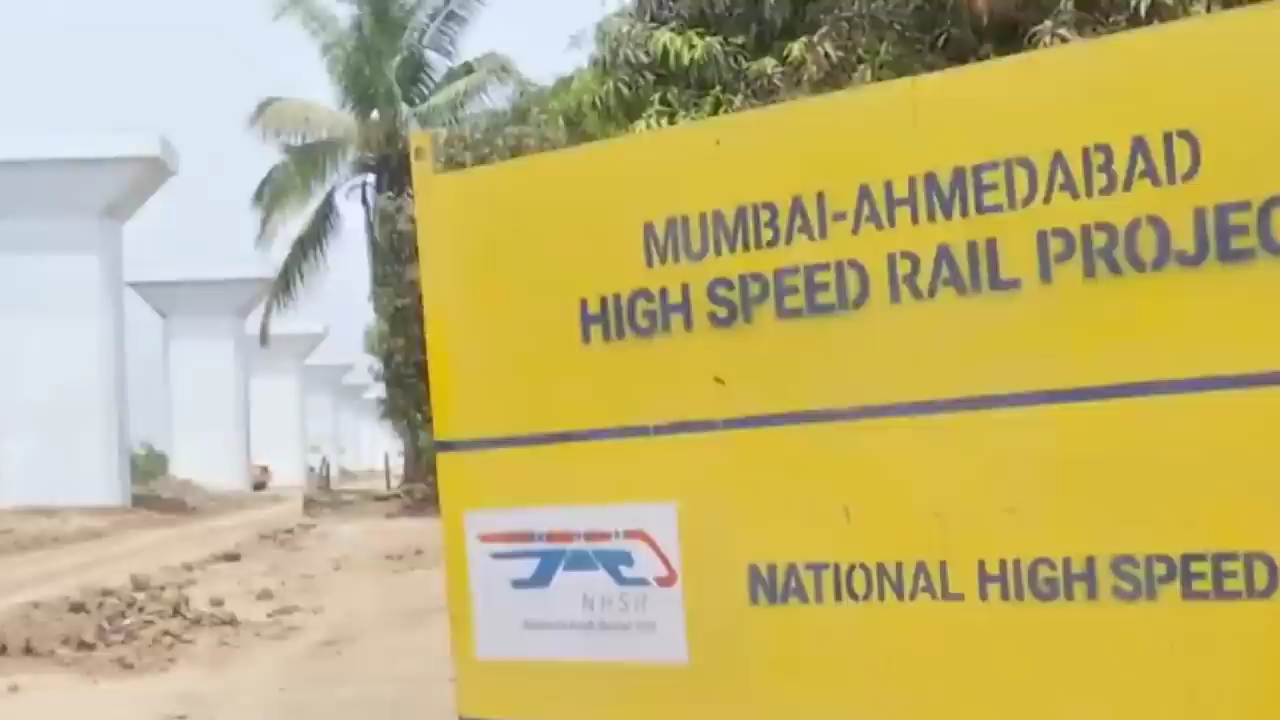 MUMBAI-AHMEDABAD
HIGH SPEED RAIL PROJEC
NATIONAL HIGH SPEED
NHSR